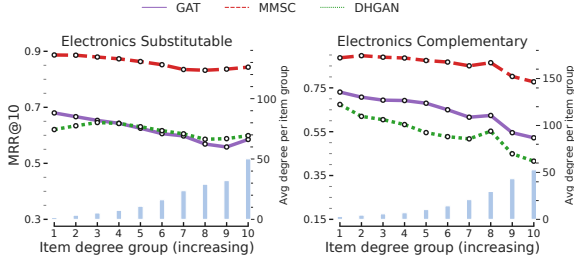 GAT MMSC DHGAN
Electronics Substitutable
MRR@10
0.9
0.7
0.5
0.3
100
50
0
Avg degree per item group
1 2 3 4 5 6 7 8 9 10
Item degree group (increasing)
Electronics Complementary
0.75
0.55
0.35
0.15
150
100
50
0
Avg degree per item group
1 2 3 4 5 6 7 8 9 10
Item degree group (increasing)